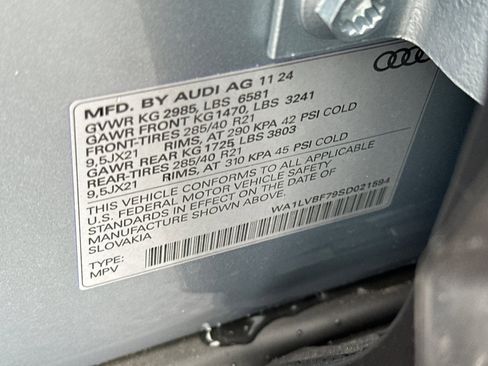 MFD. BY AUDI AG 11 24
GVWR KG 2985, LBS 6581
GAWR FRONT KG 1470, LBS 3241
FRONT-TIRES 285/40 R21
9,5JX21 RIMS, AT 290 KPA 42 PSI COLD
GAWR REAR KG 1725 LBS 3803
REAR-TIRES 285/40 R21
9,5JX21 RIMS, AT 310 KPA 45 PSI COLD
THIS VEHICLE CONFORMS TO ALL APPLICABLE
U.S. FEDERAL MOTOR VEHICLE SAFETY
STANDARDS IN EFFECT ON THE DATE OF
MANUFACTURE SHOWN ABOVE.
SLOVAKIA
WA1LVBF79SD021594
TYPE:
MPV